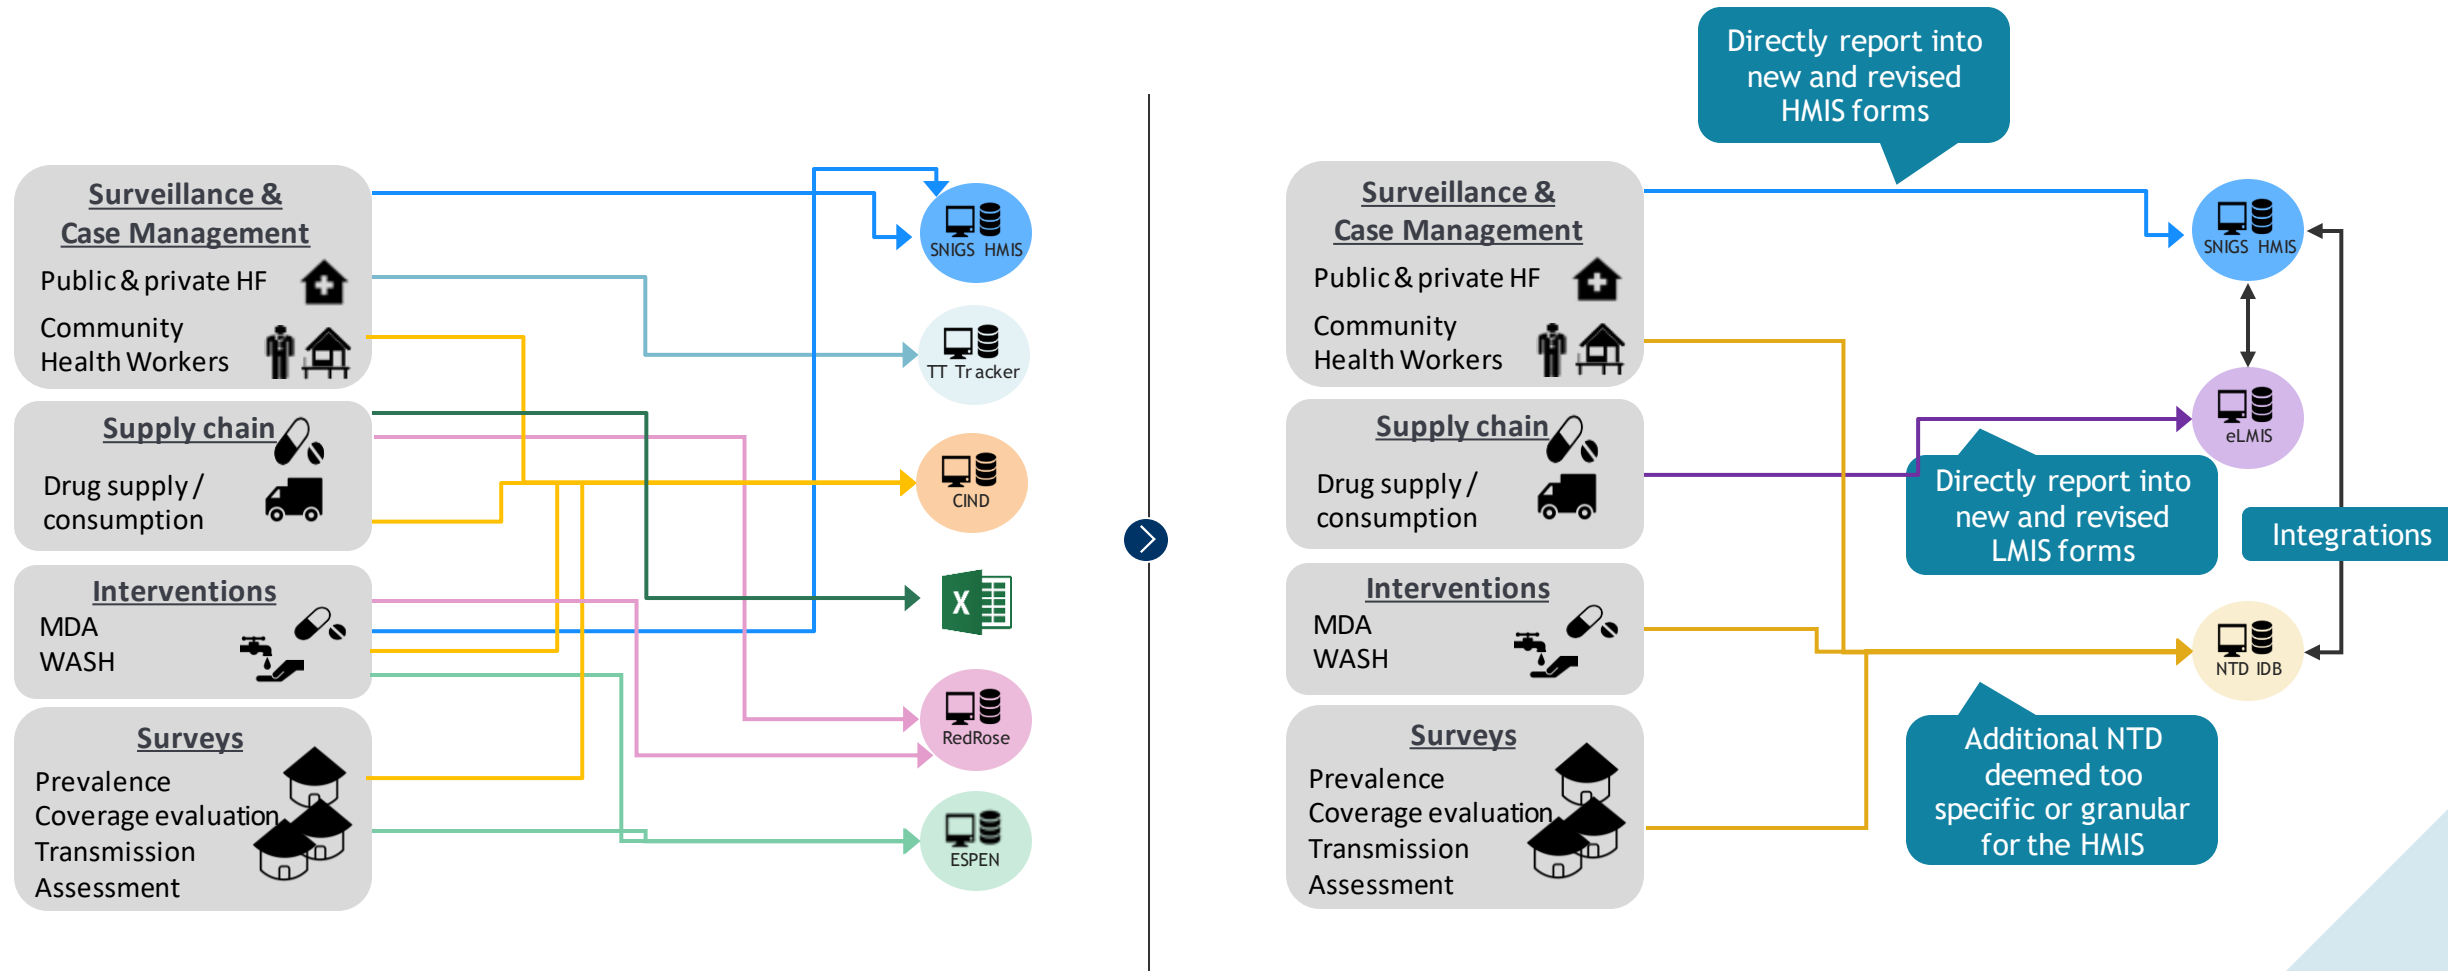 Surveillance &
Case Management
Public & private HF
Community
Health Workers
Supply chain
Drug supply /
consumption
Interventions
MDA
WASH
Surveys
Prevalence
Coverage evaluation
Transmission
Assessment
SNIGS HMIS
TT Tracker
CIND
X
RedRose
ESPEN
Directly report into
new and revised
HMIS forms
Surveillance &
Case Management
Public & private HF
Community
Health Workers
Supply chain
Drug supply /
consumption
Interventions
MDA
WASH
Surveys
Prevalence
Coverage evaluation
Transmission
Assessment
SNIGS HMIS
eLMIS
Directly report into
new and revised
LMIS forms
Integrations
NTD IDB
Additional NTD
deemed too
specific or granular
for the HMIS